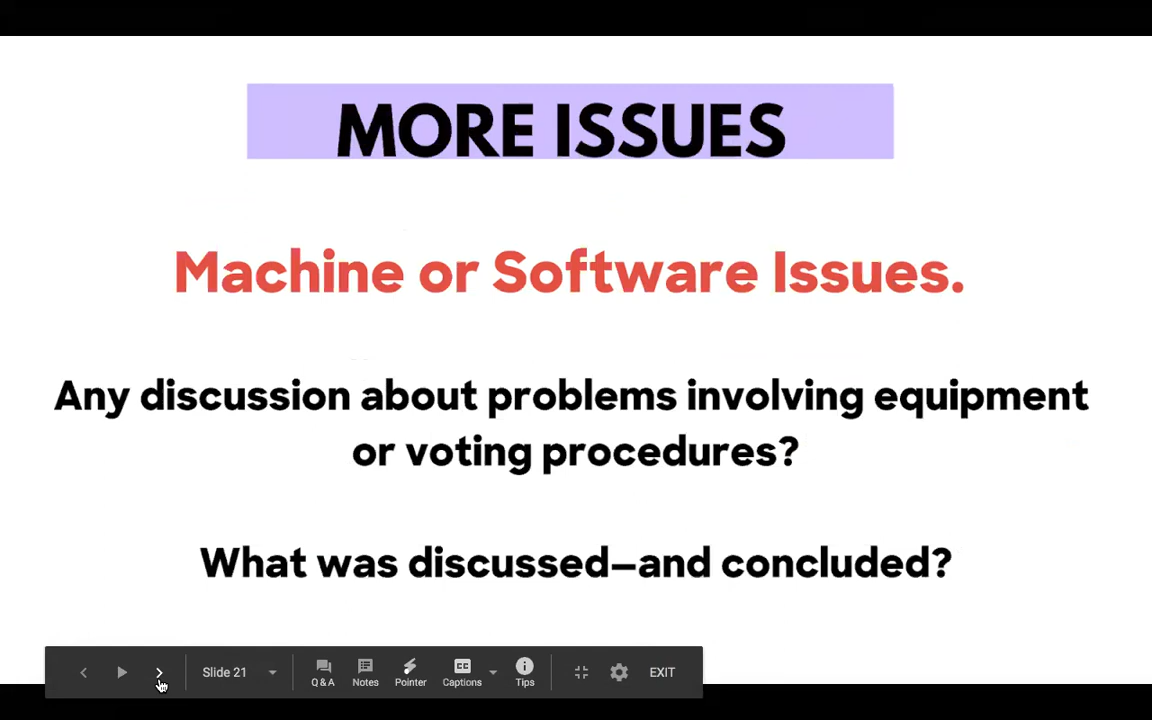 MORE ISSUES
Machine or Software Issues.
Any discussion about problems involving equipment
or voting procedures?
What was discussed—and concluded?
Slide 21
Q & A
Notes
Pointer
CC
Captions
Tips
EXIT